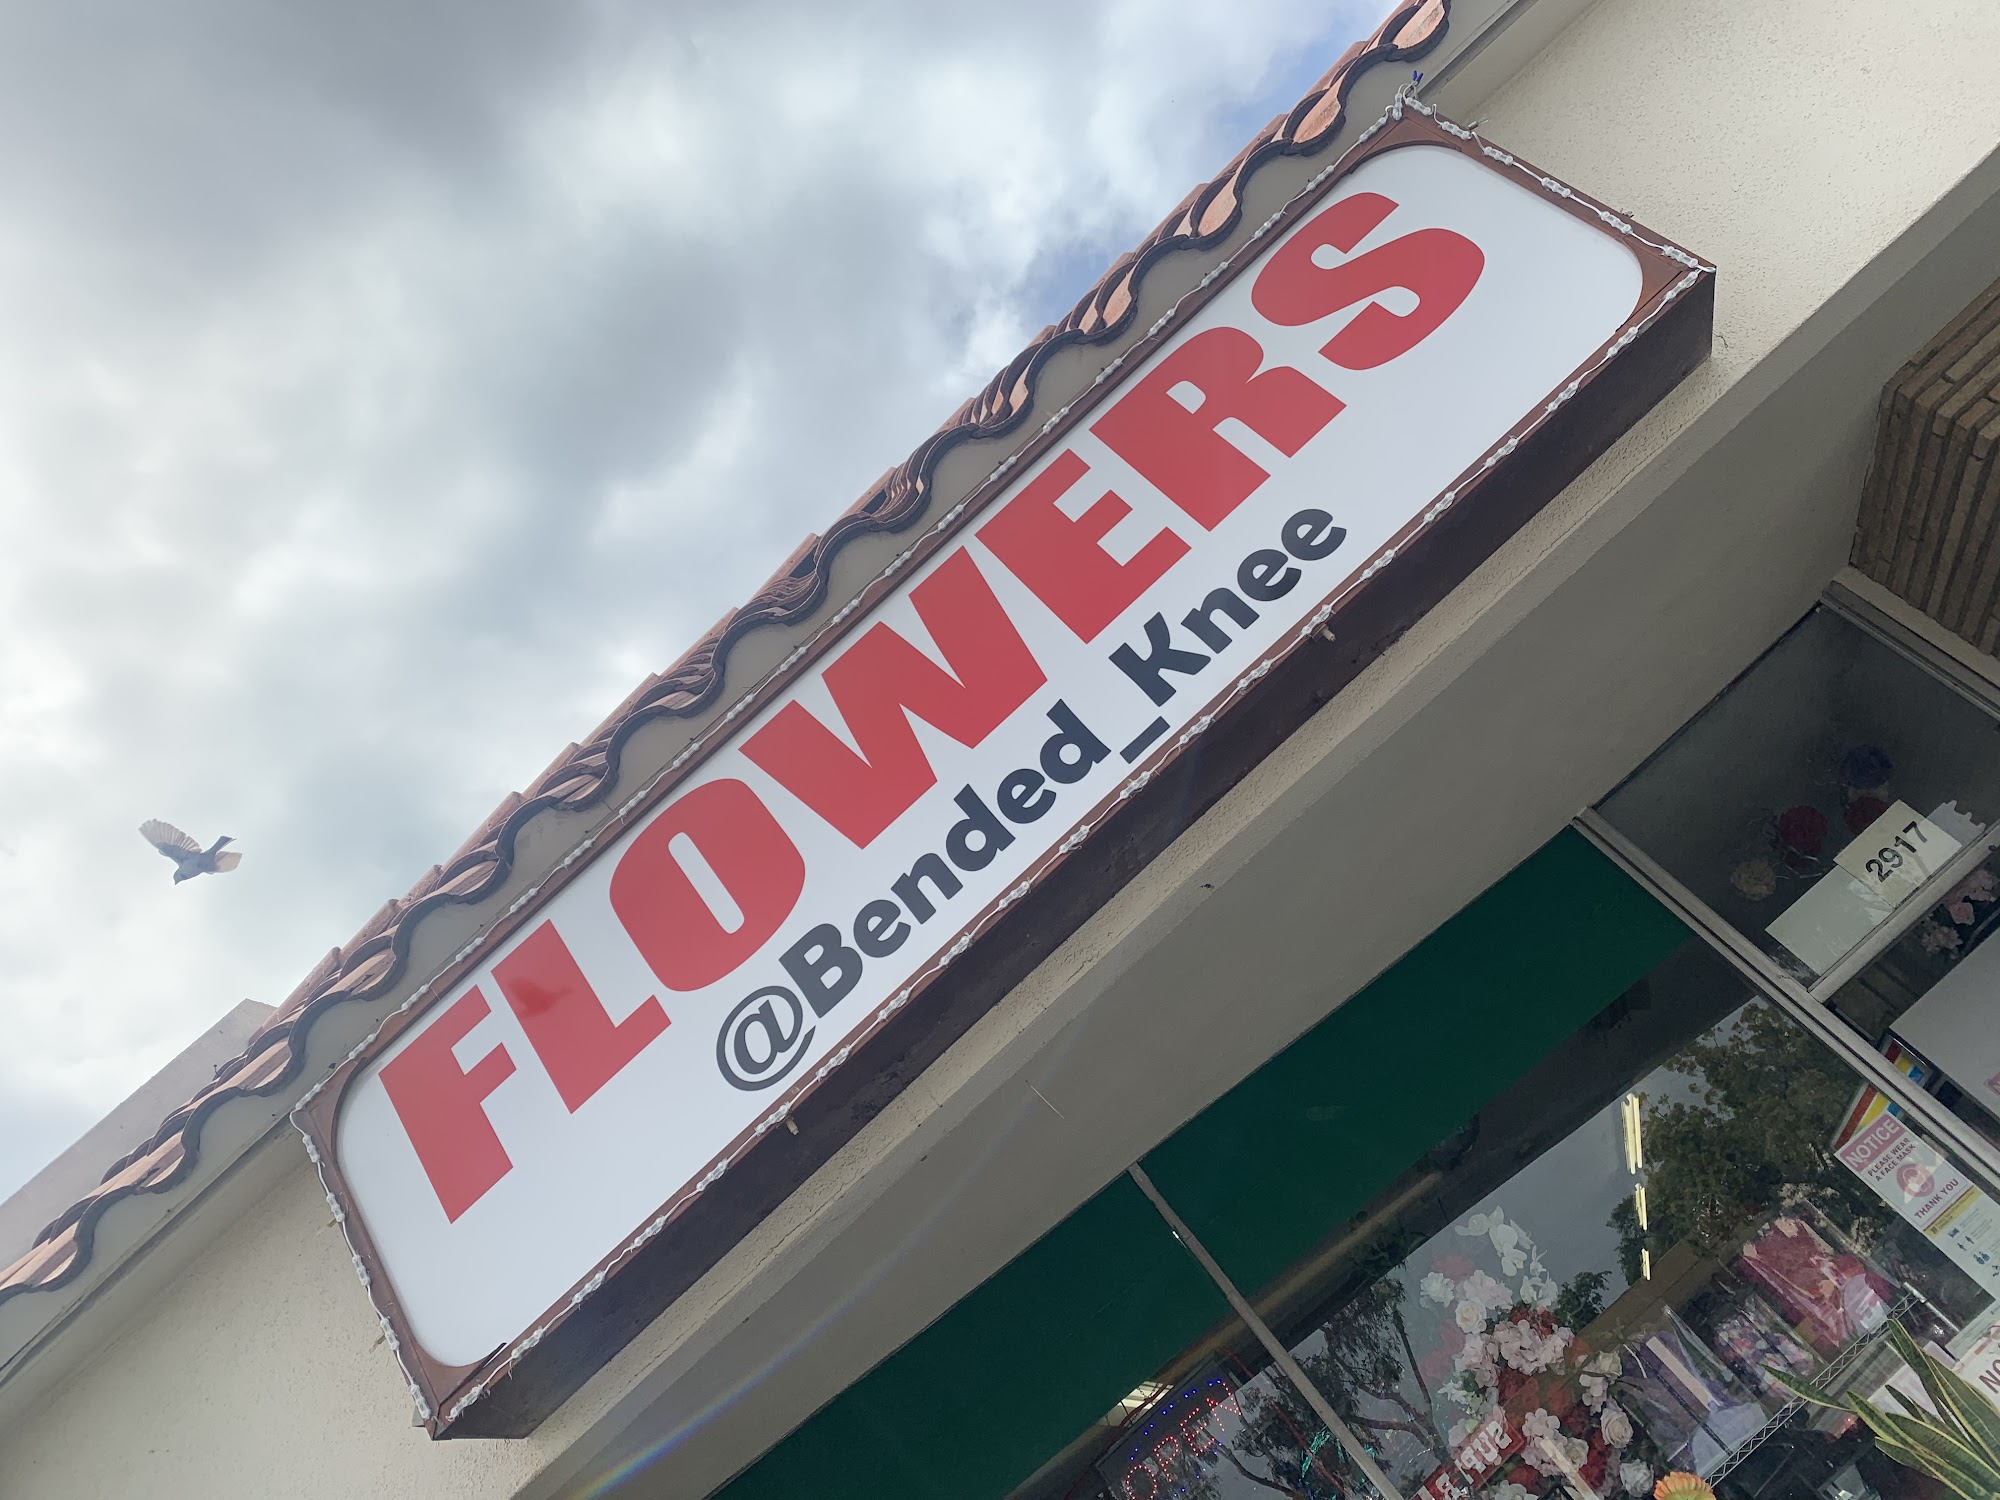 FLOWERS
@Bended_Knee
2917
NOTICE
PLEASE WEAR
A FACE MASK
THANK YOU
OPEN